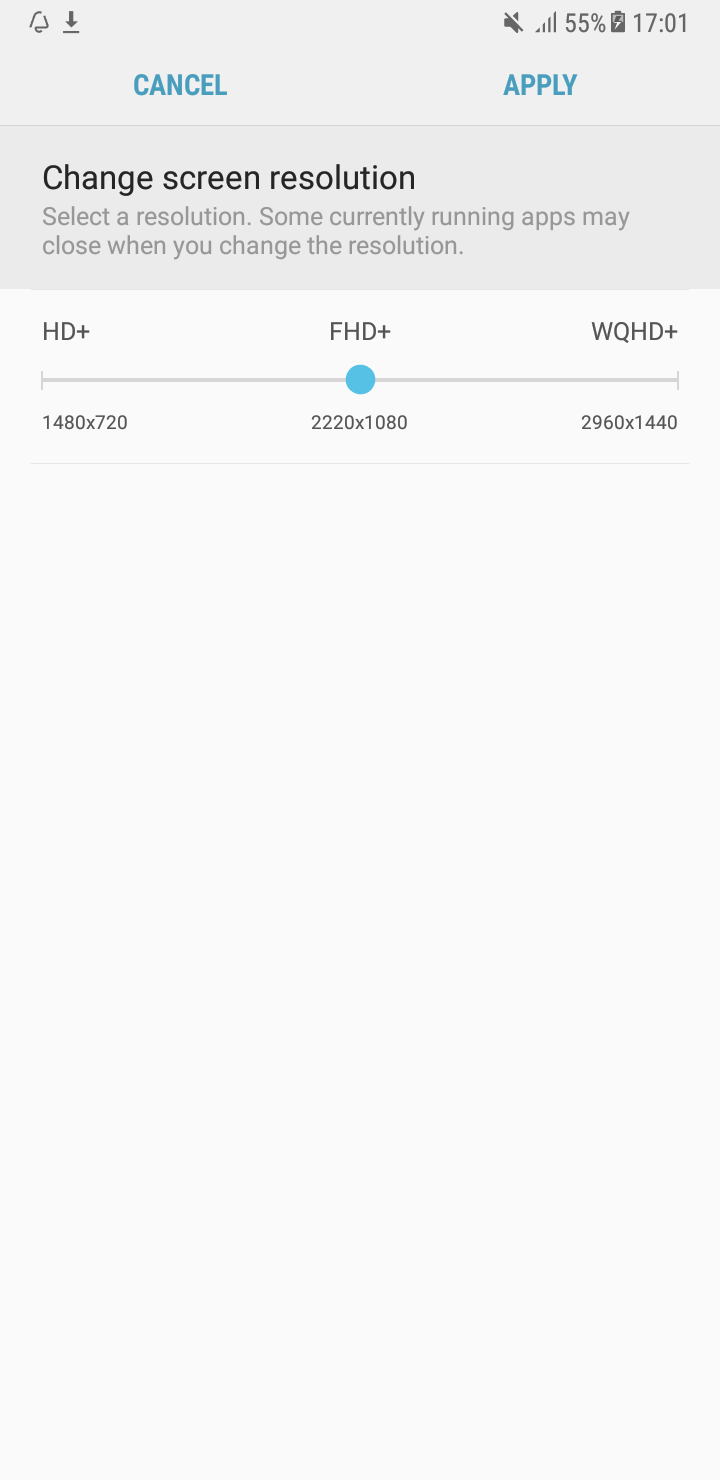 55% 17:01
CANCEL APPLY
Change screen resolution
Select a resolution. Some currently running apps may
close when you change the resolution.
HD+ FHD+ WQHD+
1480x720 2220x1080 2960x1440